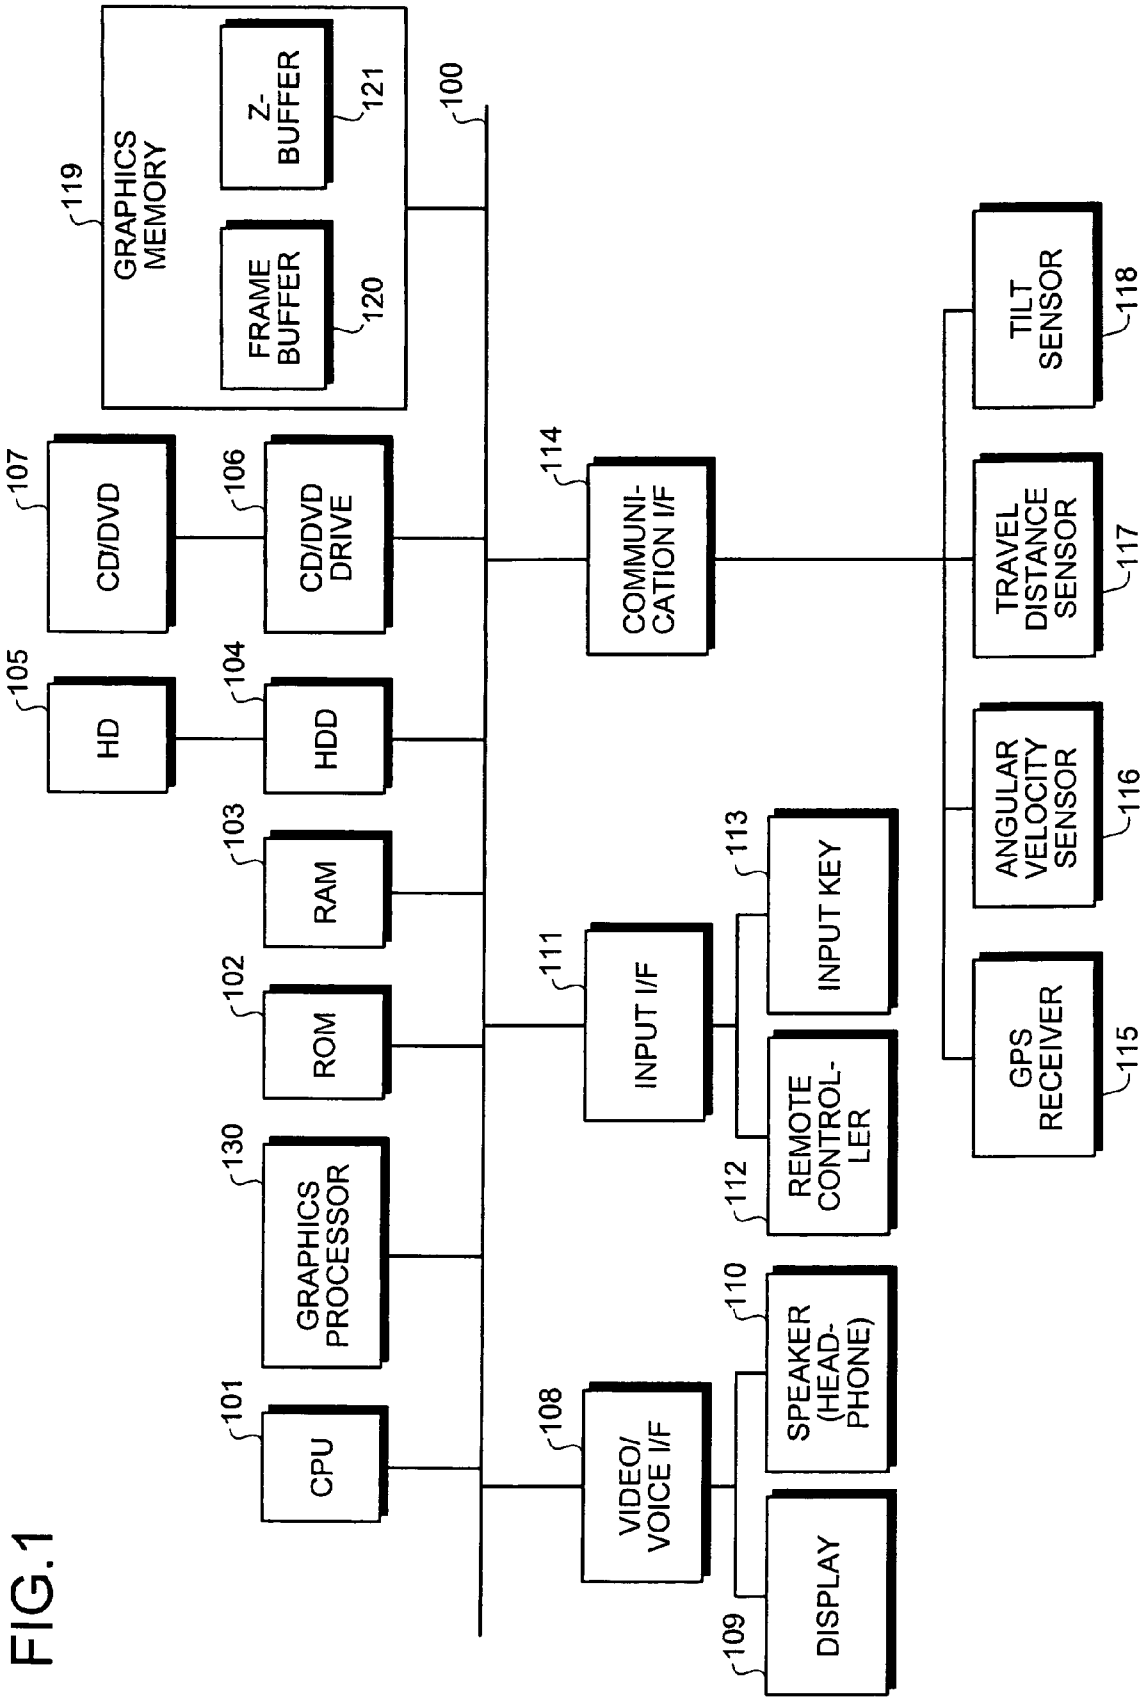 FIG.1
101
CPU
130
GRAPHICS
PROCESSOR
102
ROM
103
RAM
105
HD
104
HDD
107
CD/DVD
106
CD/DVD
DRIVE
119
GRAPHICS
MEMORY
FRAME
BUFFER
120
Z-
BUFFER
121
100
108
VIDEO/
VOICE I/F
109
DISPLAY
110
SPEAKER
(HEAD-
PHONE)
111
INPUT I/F
112
REMOTE
CONTROL-
LER
113
INPUT KEY
114
COMMUNI-
CATION I/F
GPS
RECEIVER
115
ANGULAR
VELOCITY
SENSOR
116
TRAVEL
DISTANCE
SENSOR
117
TILT
SENSOR
118